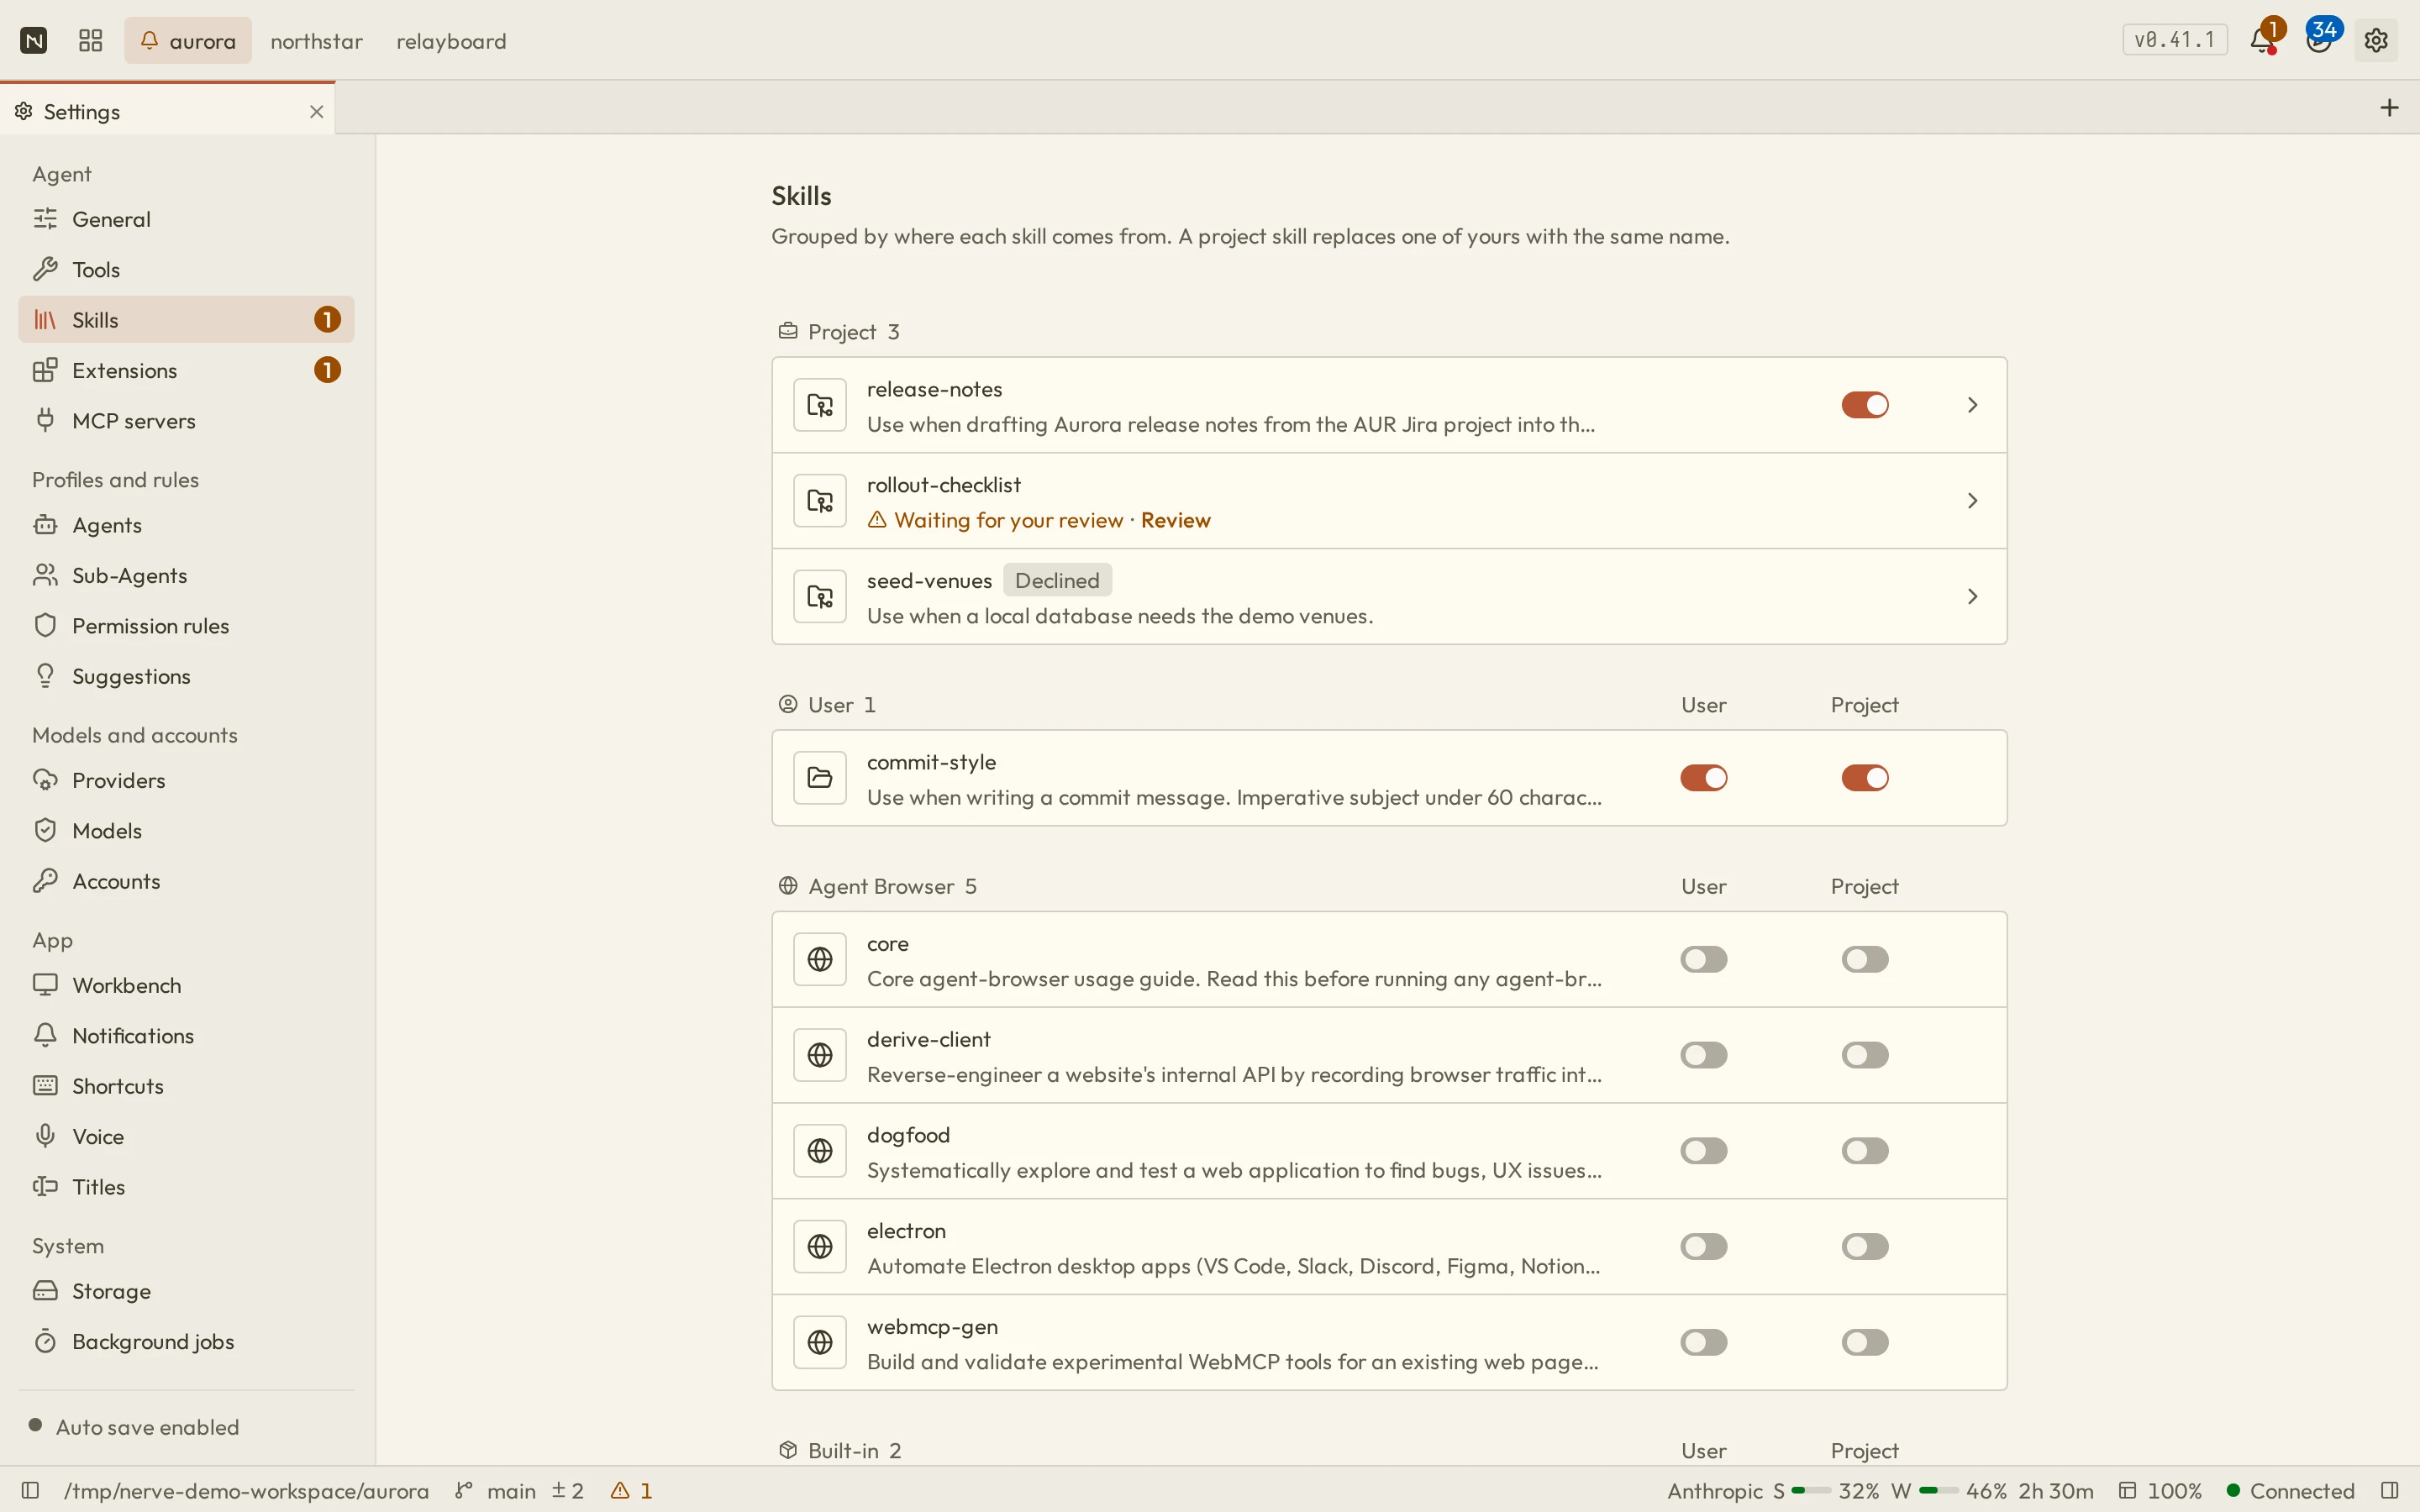 aurora
northstar
relayboard
v0.41.1
1
34
Settings
Agent
General
Tools
Skills
1
Extensions
1
MCP servers
Profiles and rules
Agents
Sub-Agents
Permission rules
Suggestions
Models and accounts
Providers
Models
Accounts
App
Workbench
Notifications
Shortcuts
Voice
Titles
System
Storage
Background jobs
Auto save enabled
Skills
Grouped by where each skill comes from. A project skill replaces one of yours with the same name.
Project 3
release-notes
Use when drafting Aurora release notes from the AUR Jira project into th...
rollout-checklist
Waiting for your review · Review
seed-venues Declined
Use when a local database needs the demo venues.
User 1 User Project
commit-style
Use when writing a commit message. Imperative subject under 60 charac...
Agent Browser 5 User Project
core
Core agent-browser usage guide. Read this before running any agent-br...
derive-client
Reverse-engineer a website's internal API by recording browser traffic int...
dogfood
Systematically explore and test a web application to find bugs, UX issues...
electron
Automate Electron desktop apps (VS Code, Slack, Discord, Figma, Notion...
webmcp-gen
Build and validate experimental WebMCP tools for an existing web page...
Built-in 2 User Project
/tmp/nerve-demo-workspace/aurora main ±2 1
Anthropic S 32% W 46% 2h 30m 100% Connected